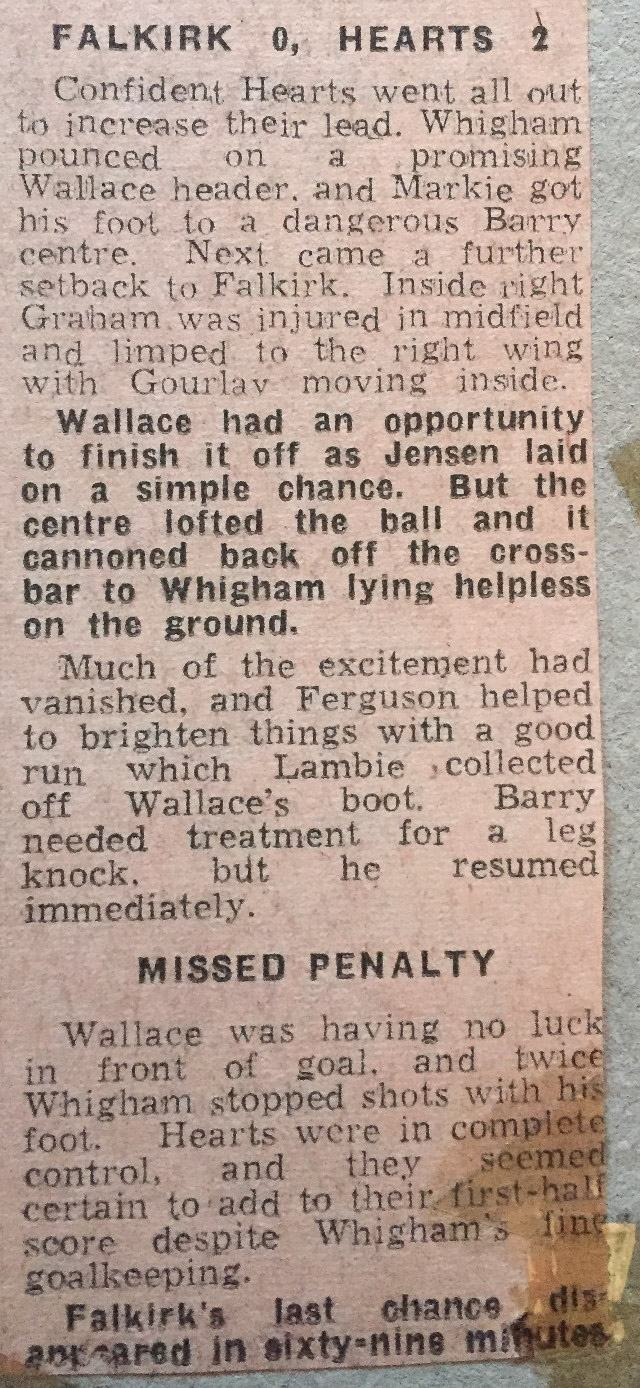 FALKIRK 0, HEARTS 2
Confident Hearts went all out
to increase their lead. Whigham
pounced on a promising
Wallace header, and Markie got
his foot to a dangerous Barry
centre. Next came a further
setback to Falkirk. Inside right
Graham was injured in midfield
and limped to the right wing
with Gourlay moving inside.
Wallace had an opportunity
to finish it off as Jensen laid
on a simple chance. But the
centre lofted the ball and it
cannoned back off the cross-
bar to Whigham lying helpless
on the ground.
Much of the excitement had
vanished, and Ferguson helped
to brighten things with a good
run which Lambie collected
off Wallace's boot. Barry
needed treatment for a leg
knock, but he resumed
immediately.
MISSED PENALTY
Wallace was having no luck
in front of goal, and twice
Whigham stopped shots with his
foot. Hearts were in complete
control, and they seemed
certain to add to their first-half
score despite Whigham's fine
goalkeeping.
Falkirk's last chance dis-
appeared in sixty-nine minutes